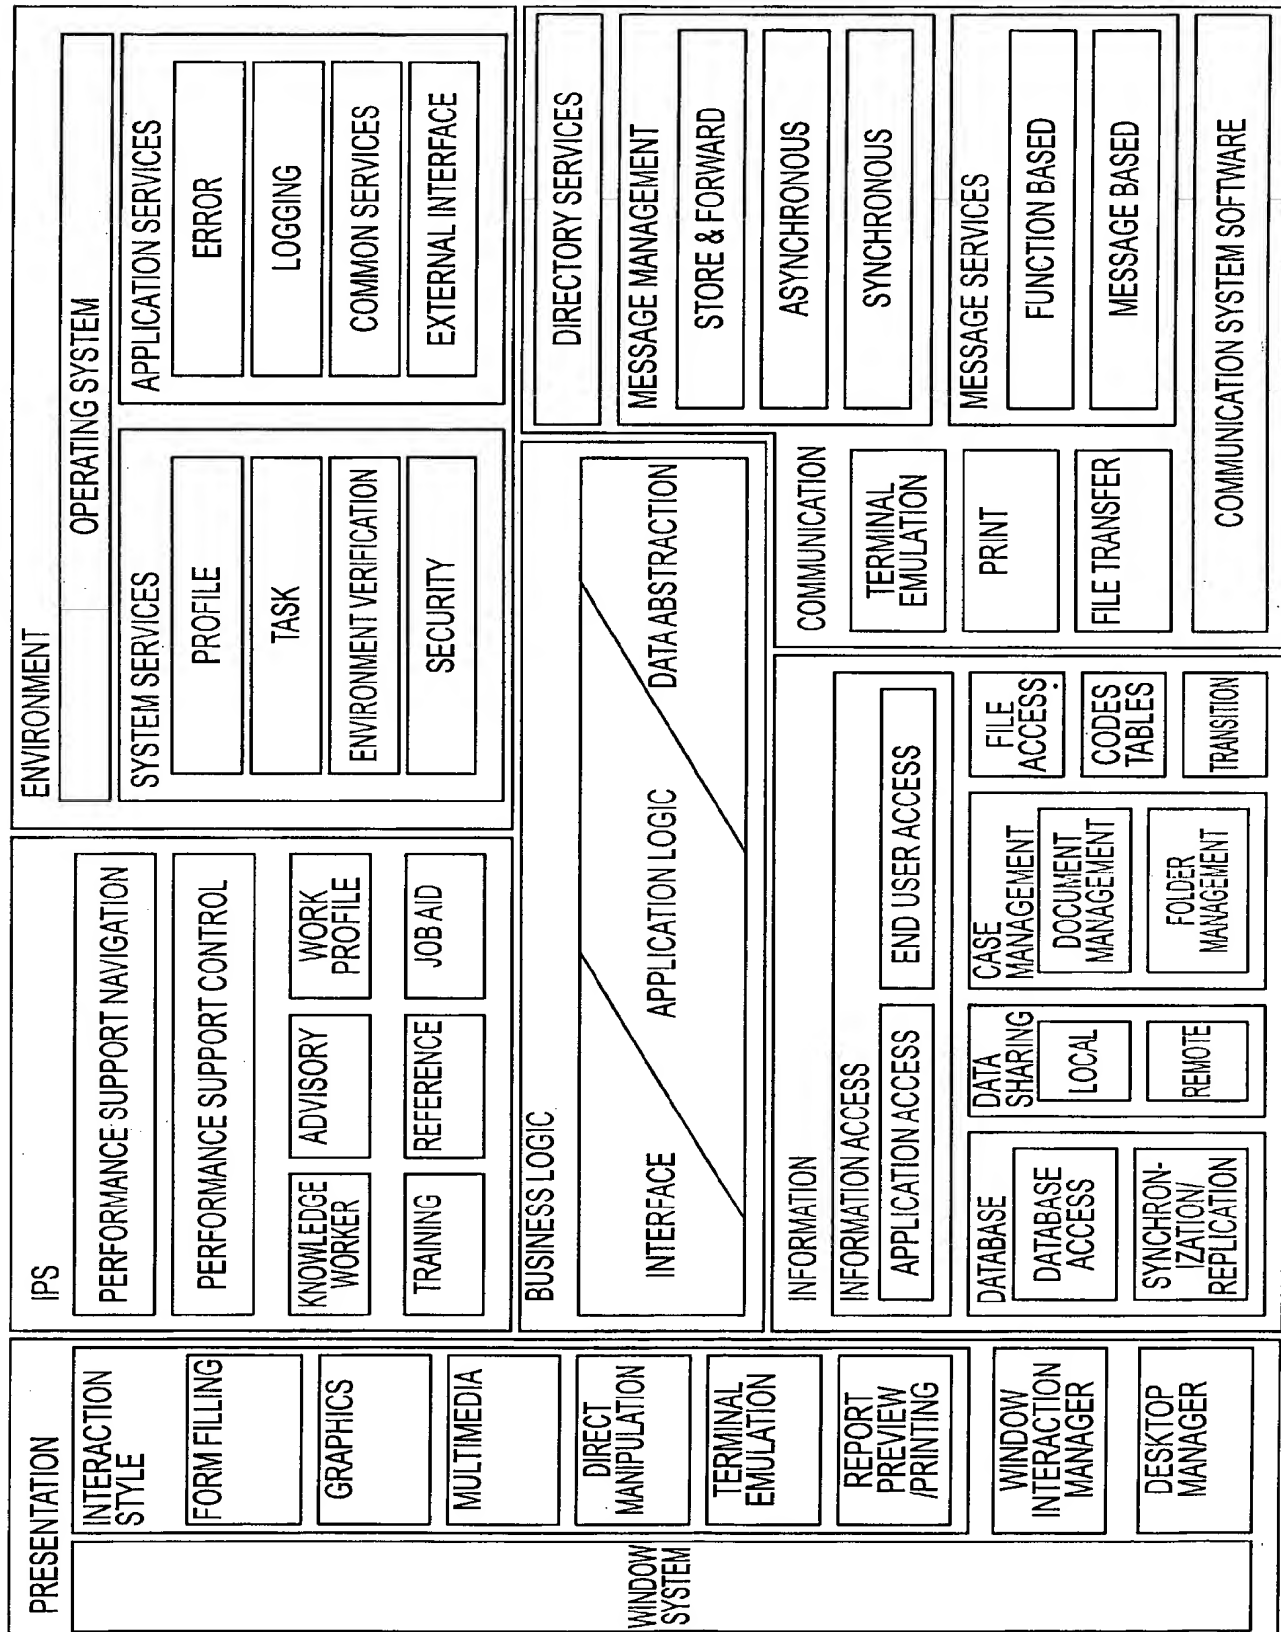 PRESENTATION
WINDOW
SYSTEM
INTERACTION
STYLE
FORM FILLING
GRAPHICS
MULTIMEDIA
DIRECT
MANIPULATION
TERMINAL
EMULATION
REPORT
PREVIEW
/PRINTING
WINDOW
INTERACTION
MANAGER
DESKTOP
MANAGER
IPS
PERFORMANCE SUPPORT NAVIGATION
PERFORMANCE SUPPORT CONTROL
KNOWLEDGE
WORKER
ADVISORY
WORK
PROFILE
TRAINING
REFERENCE
JOB AID
ENVIRONMENT
OPERATING SYSTEM
SYSTEM SERVICES
PROFILE
TASK
ENVIRONMENT VERIFICATION
SECURITY
APPLICATION SERVICES
ERROR
LOGGING
COMMON SERVICES
EXTERNAL INTERFACE
BUSINESS LOGIC
INTERFACE
APPLICATION LOGIC
DATA ABSTRACTION
INFORMATION
INFORMATION ACCESS
APPLICATION ACCESS
END USER ACCESS
DATABASE
DATABASE
ACCESS
SYNCHRON-
IZATION/
REPLICATION
DATA
SHARING
LOCAL
REMOTE
CASE
MANAGEMENT
DOCUMENT
MANAGEMENT
FOLDER
MANAGEMENT
FILE
ACCESS
CODES
TABLES
TRANSITION
COMMUNICATION
TERMINAL
EMULATION
PRINT
FILE TRANSFER
DIRECTORY SERVICES
MESSAGE MANAGEMENT
STORE & FORWARD
ASYNCHRONOUS
SYNCHRONOUS
MESSAGE SERVICES
FUNCTION BASED
MESSAGE BASED
COMMUNICATION SYSTEM SOFTWARE